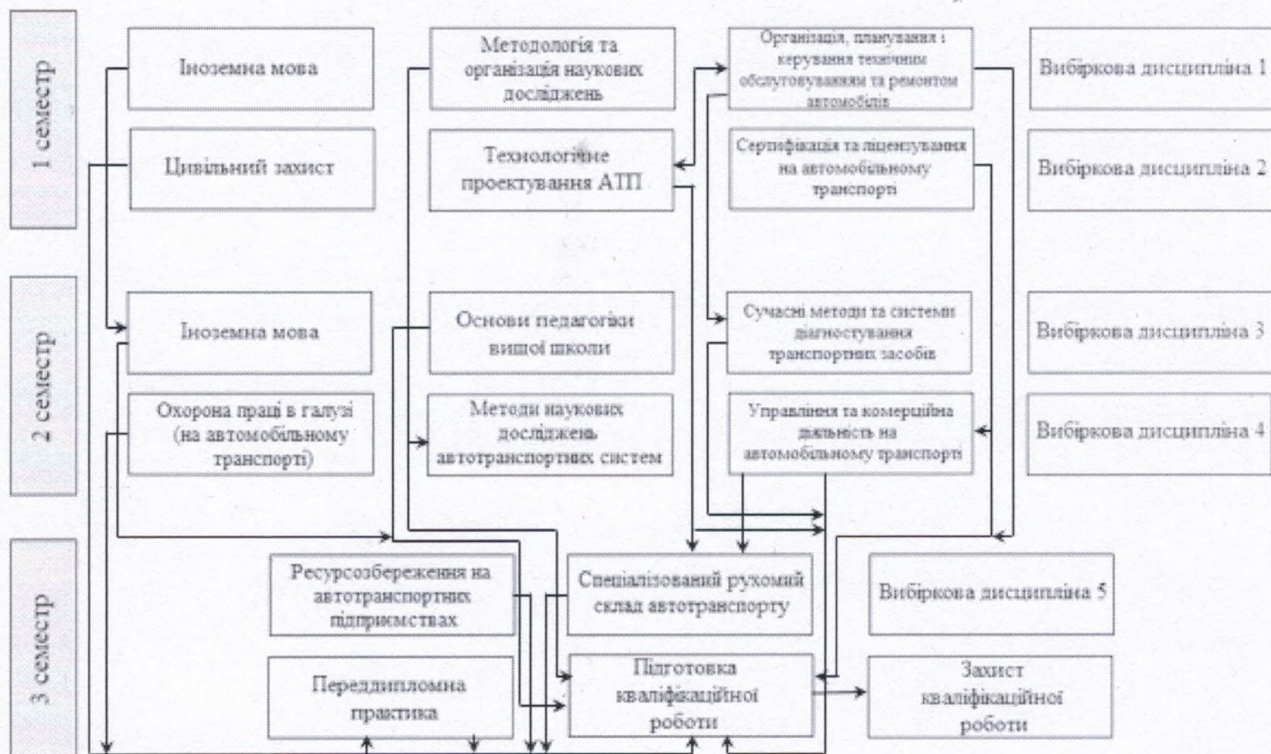 1 семестр
Іноземна мова
Методологія та
організація наукових
досліджень
Організація, планування і
керування технічним
обслуговуванням та ремонтом
автомобілів
Вибіркова дисципліна 1
Цивільний захист
Технологічне
проектування АТП
Сертифікація та ліцензування
на автомобільному
транспорті
Вибіркова дисципліна 2
2 семестр
Іноземна мова
Основи педагогіки
вищої школи
Сучасні методи та системи
діагностування
транспортних засобів
Вибіркова дисципліна 3
Охорона праці в галузі
(на автомобільному
транспорті)
Методи наукових
досліджень
автотранспортних систем
Управління та комерційна
діяльність на
автомобільному транспорті
Вибіркова дисципліна 4
3 семестр
Ресурсозбереження на
автотранспортних
підприємствах
Спеціалізований рухомий
склад автотранспорту
Вибіркова дисципліна 5
Переддипломна
практика
Підготовка
кваліфікаційної
роботи
Захист
кваліфікаційної
роботи